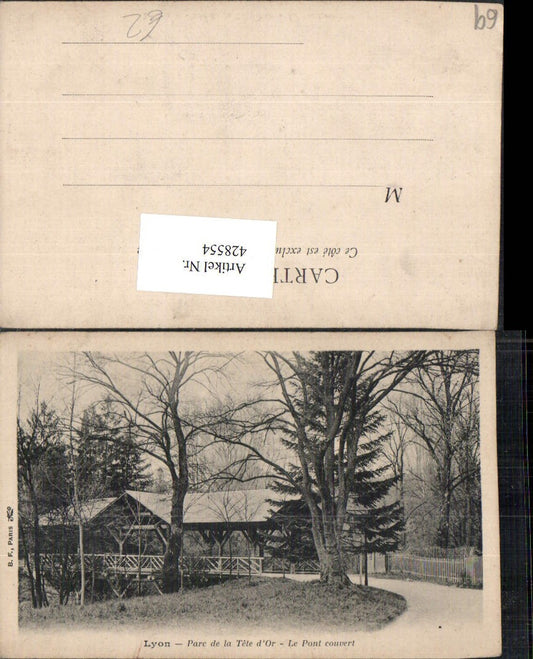 69
62
M
Ce côté est exclu
CARTE
Artikel Nr.
428554
B. F., PARIS
Lyon — Parc de la Tête d'Or - Le Pont couvert